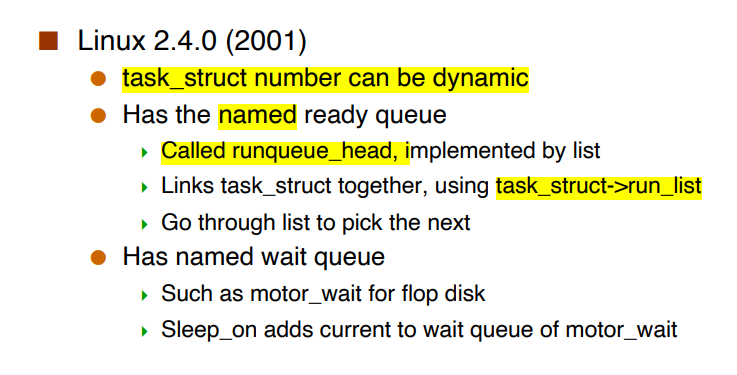 Linux 2.4.0 (2001)
task_struct number can be dynamic
Has the named ready queue
Called runqueue_head, implemented by list
Links task_struct together, using task_struct->run_list
Go through list to pick the next
Has named wait queue
Such as motor_wait for flop disk
Sleep_on adds current to wait queue of motor_wait